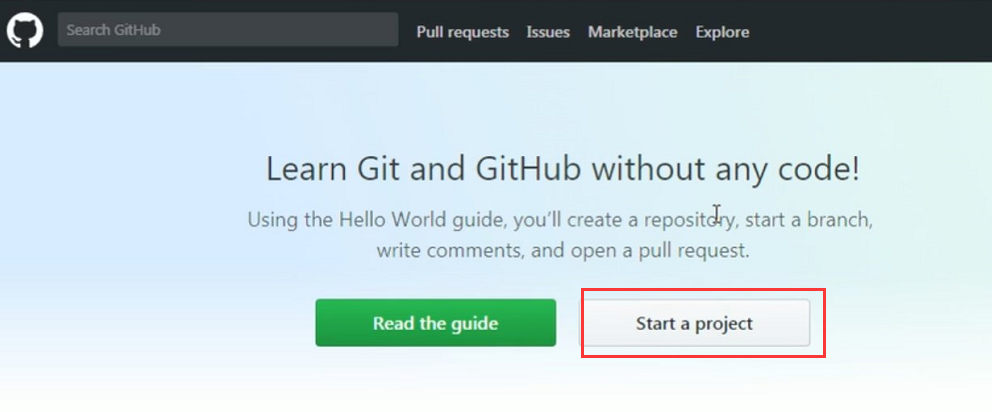 Search GitHub Pull requests Issues Marketplace Explore
Learn Git and GitHub without any code!
Using the Hello World guide, you’ll create a repository, start a branch,
write comments, and open a pull request.
Read the guide Start a project